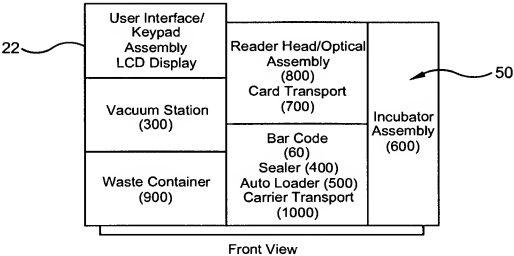 22
User Interface/
Keypad
Assembly
LCD Display
Vacuum Station
(300)
Waste Container
(900)
Reader Head/Optical
Assembly
(800)
Card Transport
(700)
Bar Code
(60)
Sealer (400)
Auto Loader (500)
Carrier Transport
(1000)
50
Incubator
Assembly
(600)
Front View